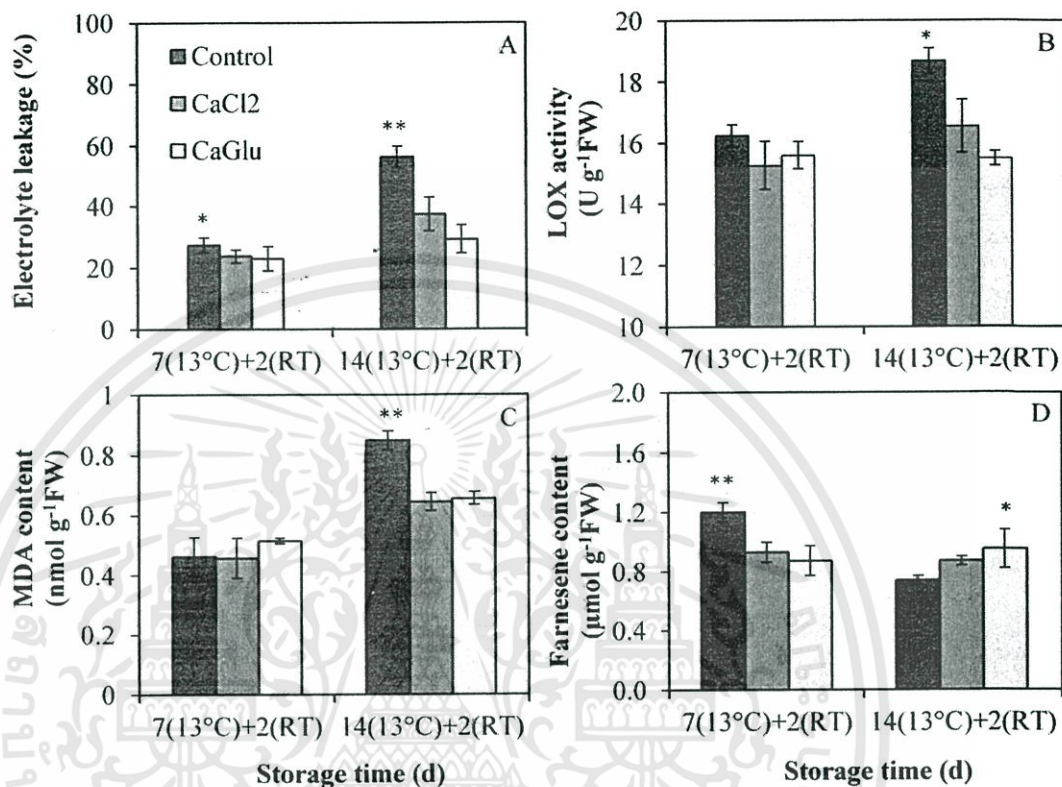 A
Electrolyte leakage (%)
100
80
60
40
20
0
Control
CaCl2
CaGlu
*
**
7(13°C)+2(RT)
14(13°C)+2(RT)
B
LOX activity
(U g⁻¹FW)
20
18
16
14
12
10
*
7(13°C)+2(RT)
14(13°C)+2(RT)
C
MDA content
(nmol g⁻¹FW)
1
0.8
0.6
0.4
0.2
0
**
7(13°C)+2(RT)
14(13°C)+2(RT)
Storage time (d)
D
Farnesene content
(µmol g⁻¹FW)
2.0
1.6
1.2
0.8
0.4
0.0
**
*
7(13°C)+2(RT)
14(13°C)+2(RT)
Storage time (d)